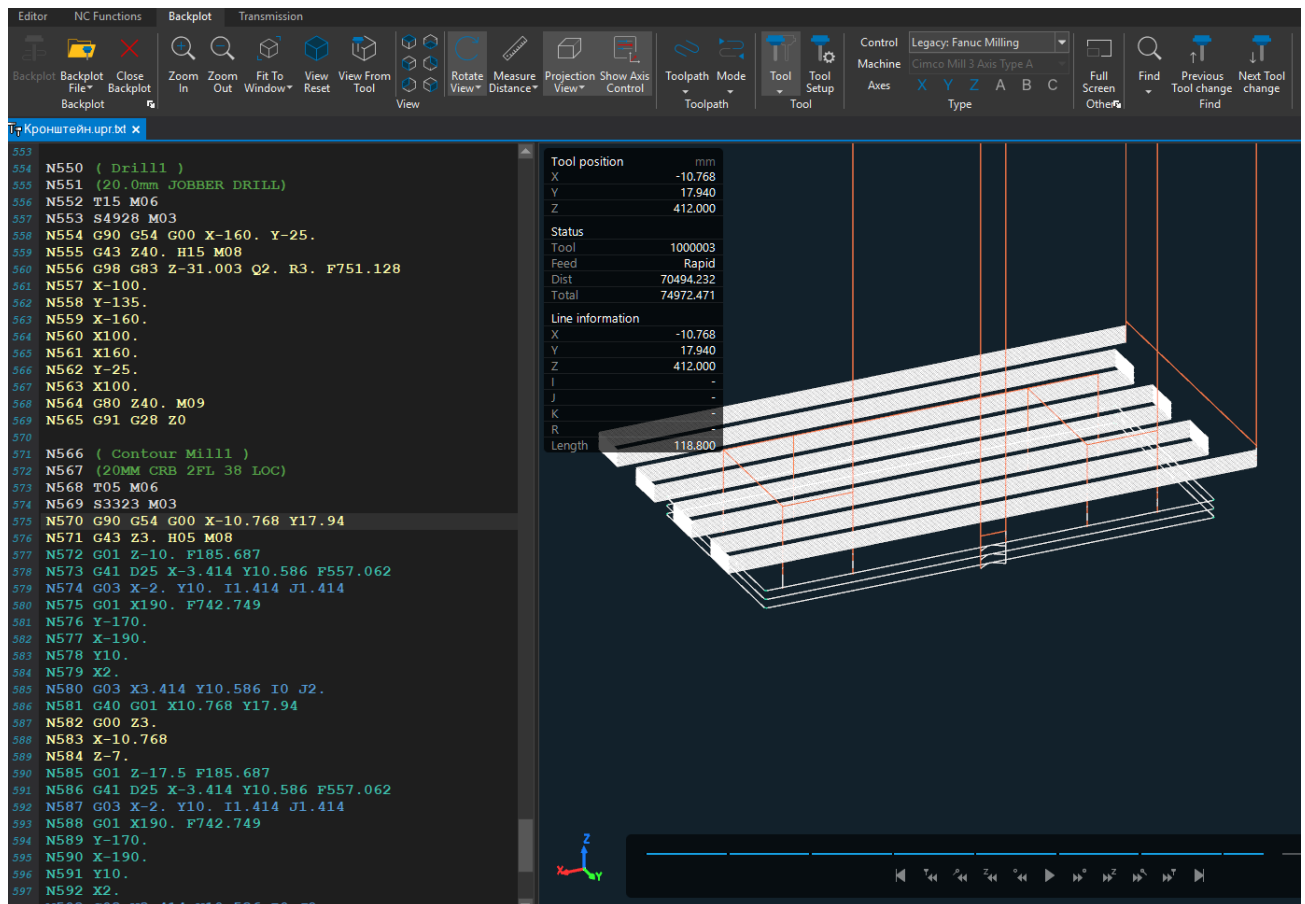 Editor NC Functions Backplot Transmission
Backplot Backplot File Close Backplot Zoom In Zoom Out Fit To Window View Reset View From Tool Rotate View Measure Distance Projection View Show Axis Control Toolpath Mode Tool Tool Setup Control Legacy: Fanuc Milling Full Screen Find Previous Tool change Next Tool change
Machine Cimco Mill 3 Axis Type A
Axes X Y Z A B C
Backplot View Toolpath Tool Type Other Find
Кронштейн.upr.txt
553
554 N550 ( Drill1 )
555 N551 (20.0mm JOBBER DRILL)
556 N552 T15 M06
557 N553 S4928 M03
558 N554 G90 G54 G00 X-160. Y-25.
559 N555 G43 Z40. H15 M08
560 N556 G98 G83 Z-31.003 Q2. R3. F751.128
561 N557 X-100.
562 N558 Y-135.
563 N559 X-160.
564 N560 X100.
565 N561 X160.
566 N562 Y-25.
567 N563 X100.
568 N564 G80 Z40. M09
569 N565 G91 G28 Z0
570
571 N566 ( Contour Mill1 )
572 N567 (20MM CRB 2FL 38 LOC)
573 N568 T05 M06
574 N569 S3323 M03
575 N570 G90 G54 G00 X-10.768 Y17.94
576 N571 G43 Z3. H05 M08
577 N572 G01 Z-10. F185.687
578 N573 G41 D25 X-3.414 Y10.586 F557.062
579 N574 G03 X-2. Y10. I1.414 J1.414
580 N575 G01 X190. F742.749
581 N576 Y-170.
582 N577 X-190.
583 N578 Y10.
584 N579 X2.
585 N580 G03 X3.414 Y10.586 I0 J2.
586 N581 G40 G01 X10.768 Y17.94
587 N582 G00 Z3.
588 N583 X-10.768
589 N584 Z-7.
590 N585 G01 Z-17.5 F185.687
591 N586 G41 D25 X-3.414 Y10.586 F557.062
592 N587 G03 X-2. Y10. I1.414 J1.414
593 N588 G01 X190. F742.749
594 N589 Y-170.
595 N590 X-190.
596 N591 Y10.
597 N592 X2.
Tool position mm
X -10.768
Y 17.940
Z 412.000
Status
Tool 1000003
Feed Rapid
Dist 70494.232
Total 74972.471
Line information
X -10.768
Y 17.940
Z 412.000
I -
J -
K -
R -
Length 118.800
Z
X
Y